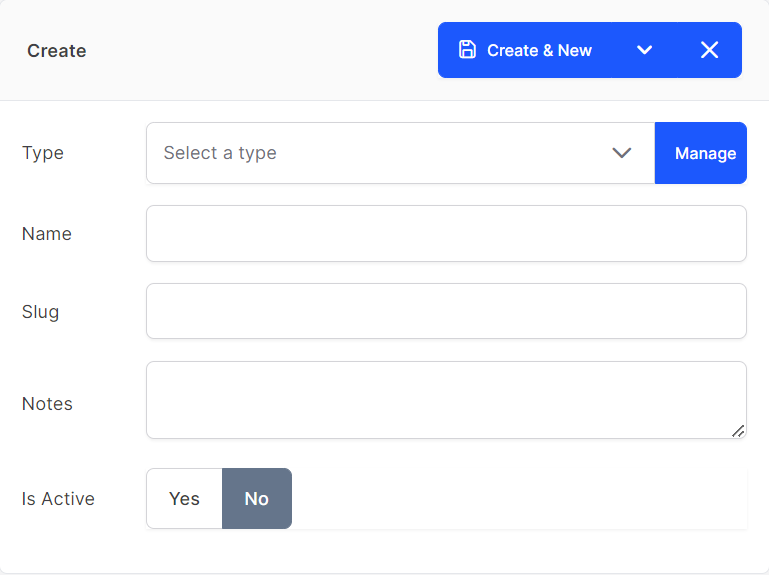 Create
Create & New
Type
Select a type
Manage
Name
Slug
Notes
Is Active
Yes
No